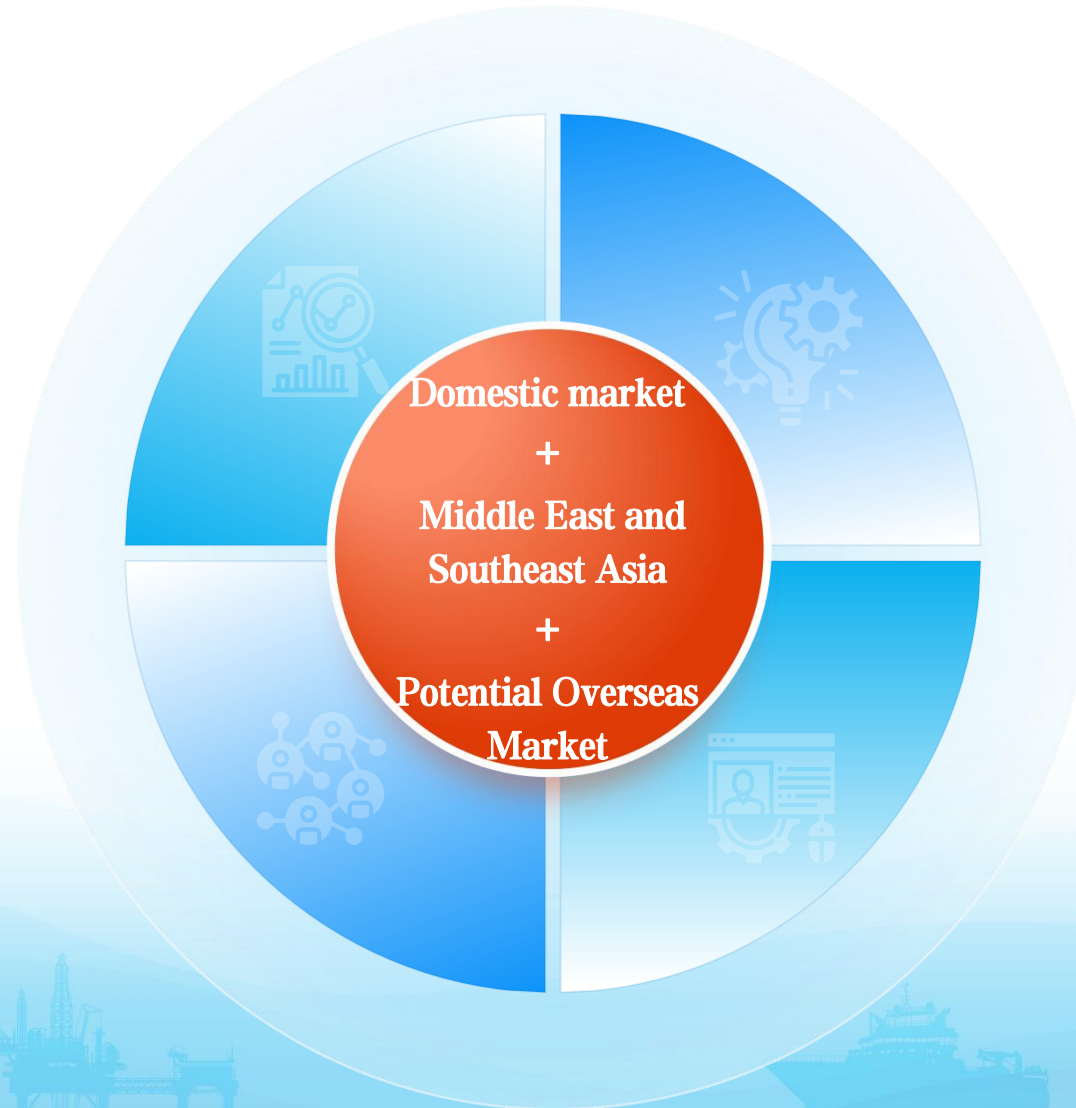 Domestic market
+
Middle East and
Southeast Asia
+
Potential Overseas
Market